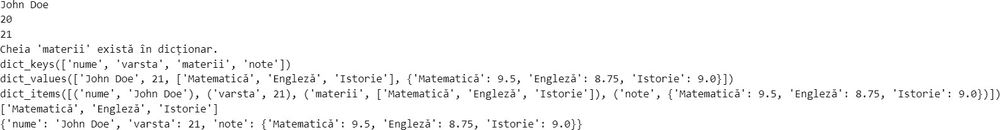 John Doe
20
21
Cheia 'materii' există în dicționar.
dict_keys(['nume', 'varsta', 'materii', 'note'])
dict_values(['John Doe', 21, ['Matematică', 'Engleză', 'Istorie'], {'Matematică': 9.5, 'Engleză': 8.75, 'Istorie': 9.0}])
dict_items([('nume', 'John Doe'), ('varsta', 21), ('materii', ['Matematică', 'Engleză', 'Istorie']), ('note', {'Matematică': 9.5, 'Engleză': 8.75, 'Istorie': 9.0})])
['Matematică', 'Engleză', 'Istorie']
{'nume': 'John Doe', 'varsta': 21, 'note': {'Matematică': 9.5, 'Engleză': 8.75, 'Istorie': 9.0}}